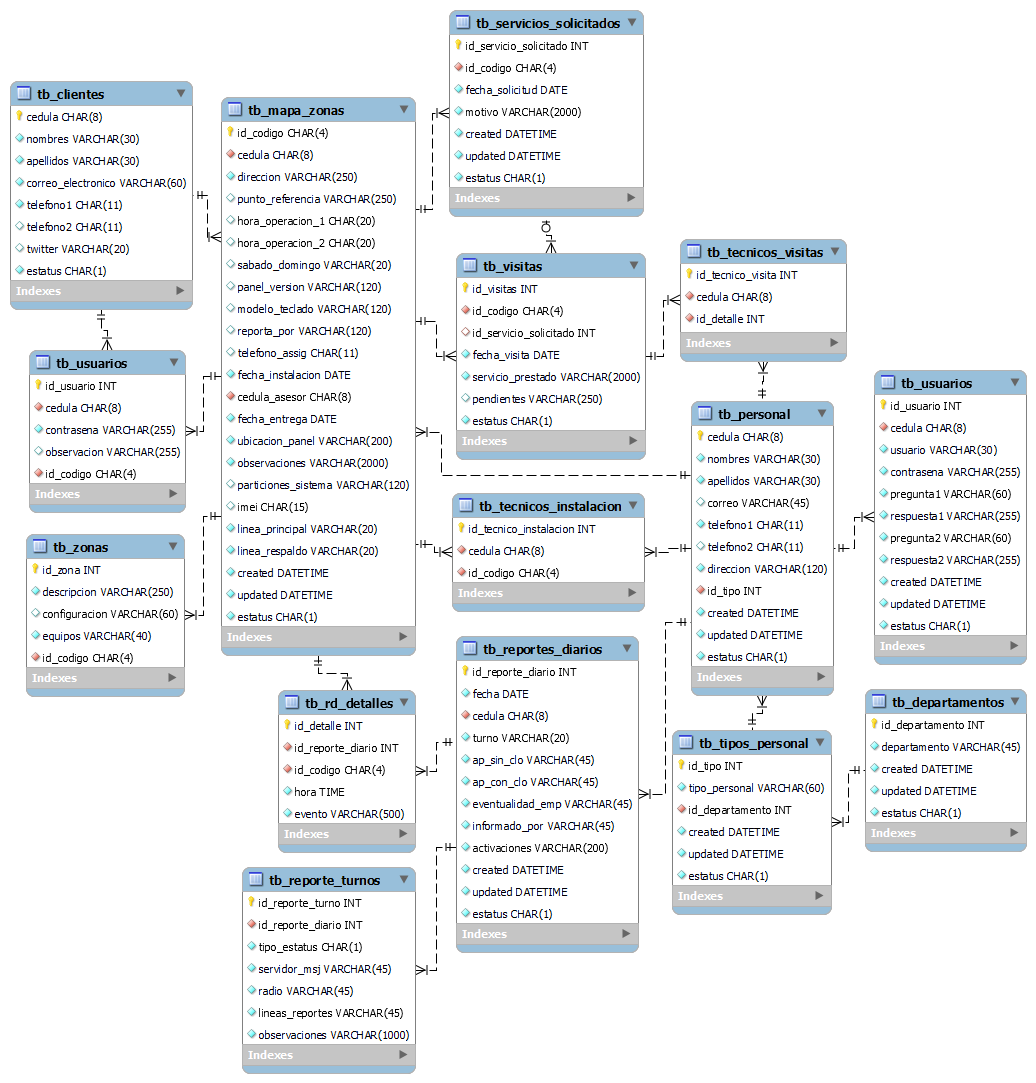 tb_servicios_solicitados
id_servicio_solicitado INT
id_codigo CHAR(4)
fecha_solicitud DATE
motivo VARCHAR(2000)
created DATETIME
updated DATETIME
estatus CHAR(1)
Indexes
tb_clientes
cedula CHAR(8)
nombres VARCHAR(30)
apellidos VARCHAR(30)
correo_electronico VARCHAR(60)
telefono1 CHAR(11)
telefono2 CHAR(11)
twitter VARCHAR(20)
estatus CHAR(1)
Indexes
tb_mapa_zonas
id_codigo CHAR(4)
cedula CHAR(8)
direccion VARCHAR(250)
punto_referencia VARCHAR(250)
hora_operacion_1 CHAR(20)
hora_operacion_2 CHAR(20)
sabado_domingo VARCHAR(20)
panel_version VARCHAR(120)
modelo_teclado VARCHAR(120)
reporta_por VARCHAR(120)
telefono_assig CHAR(11)
fecha_instalacion DATE
cedula_asesor CHAR(8)
fecha_entrega DATE
ubicacion_panel VARCHAR(200)
observaciones VARCHAR(2000)
particiones_sistema VARCHAR(120)
imei CHAR(15)
linea_principal VARCHAR(20)
linea_respaldo VARCHAR(20)
created DATETIME
updated DATETIME
estatus CHAR(1)
Indexes
tb_visitas
id_visitas INT
id_codigo CHAR(4)
id_servicio_solicitado INT
fecha_visita DATE
servicio_prestado VARCHAR(2000)
pendientes VARCHAR(250)
estatus CHAR(1)
Indexes
tb_tecnicos_visitas
id_tecnico_visita INT
cedula CHAR(8)
id_detalle INT
Indexes
tb_usuarios
id_usuario INT
cedula CHAR(8)
contrasena VARCHAR(255)
observacion VARCHAR(255)
id_codigo CHAR(4)
Indexes
tb_personal
cedula CHAR(8)
nombres VARCHAR(30)
apellidos VARCHAR(30)
correo VARCHAR(45)
telefono1 CHAR(11)
telefono2 CHAR(11)
direccion VARCHAR(120)
id_tipo INT
created DATETIME
updated DATETIME
estatus CHAR(1)
Indexes
tb_usuarios
id_usuario INT
cedula CHAR(8)
usuario VARCHAR(30)
contrasena VARCHAR(255)
pregunta1 VARCHAR(60)
respuesta1 VARCHAR(255)
pregunta2 VARCHAR(60)
respuesta2 VARCHAR(255)
created DATETIME
updated DATETIME
estatus CHAR(1)
Indexes
tb_tecnicos_instalacion
id_tecnico_instalacion INT
cedula CHAR(8)
id_codigo CHAR(4)
Indexes
tb_zonas
id_zona INT
descripcion VARCHAR(250)
configuracion VARCHAR(60)
equipos VARCHAR(40)
id_codigo CHAR(4)
Indexes
tb_reportes_diarios
id_reporte_diario INT
fecha DATE
cedula CHAR(8)
turno VARCHAR(20)
ap_sin_clo VARCHAR(45)
ap_con_clo VARCHAR(45)
eventualidad_emp VARCHAR(45)
informado_por VARCHAR(45)
activaciones VARCHAR(200)
created DATETIME
updated DATETIME
estatus CHAR(1)
Indexes
tb_rd_detalles
id_detalle INT
id_reporte_diario INT
id_codigo CHAR(4)
hora TIME
evento VARCHAR(500)
Indexes
tb_tipos_personal
id_tipo INT
tipo_personal VARCHAR(60)
id_departamento INT
created DATETIME
updated DATETIME
estatus CHAR(1)
Indexes
tb_departamentos
id_departamento INT
departamento VARCHAR(45)
created DATETIME
updated DATETIME
estatus CHAR(1)
Indexes
tb_reporte_turnos
id_reporte_turno INT
id_reporte_diario INT
tipo_estatus CHAR(1)
servidor_msj VARCHAR(45)
radio VARCHAR(45)
lineas_reportes VARCHAR(45)
observaciones VARCHAR(1000)
Indexes